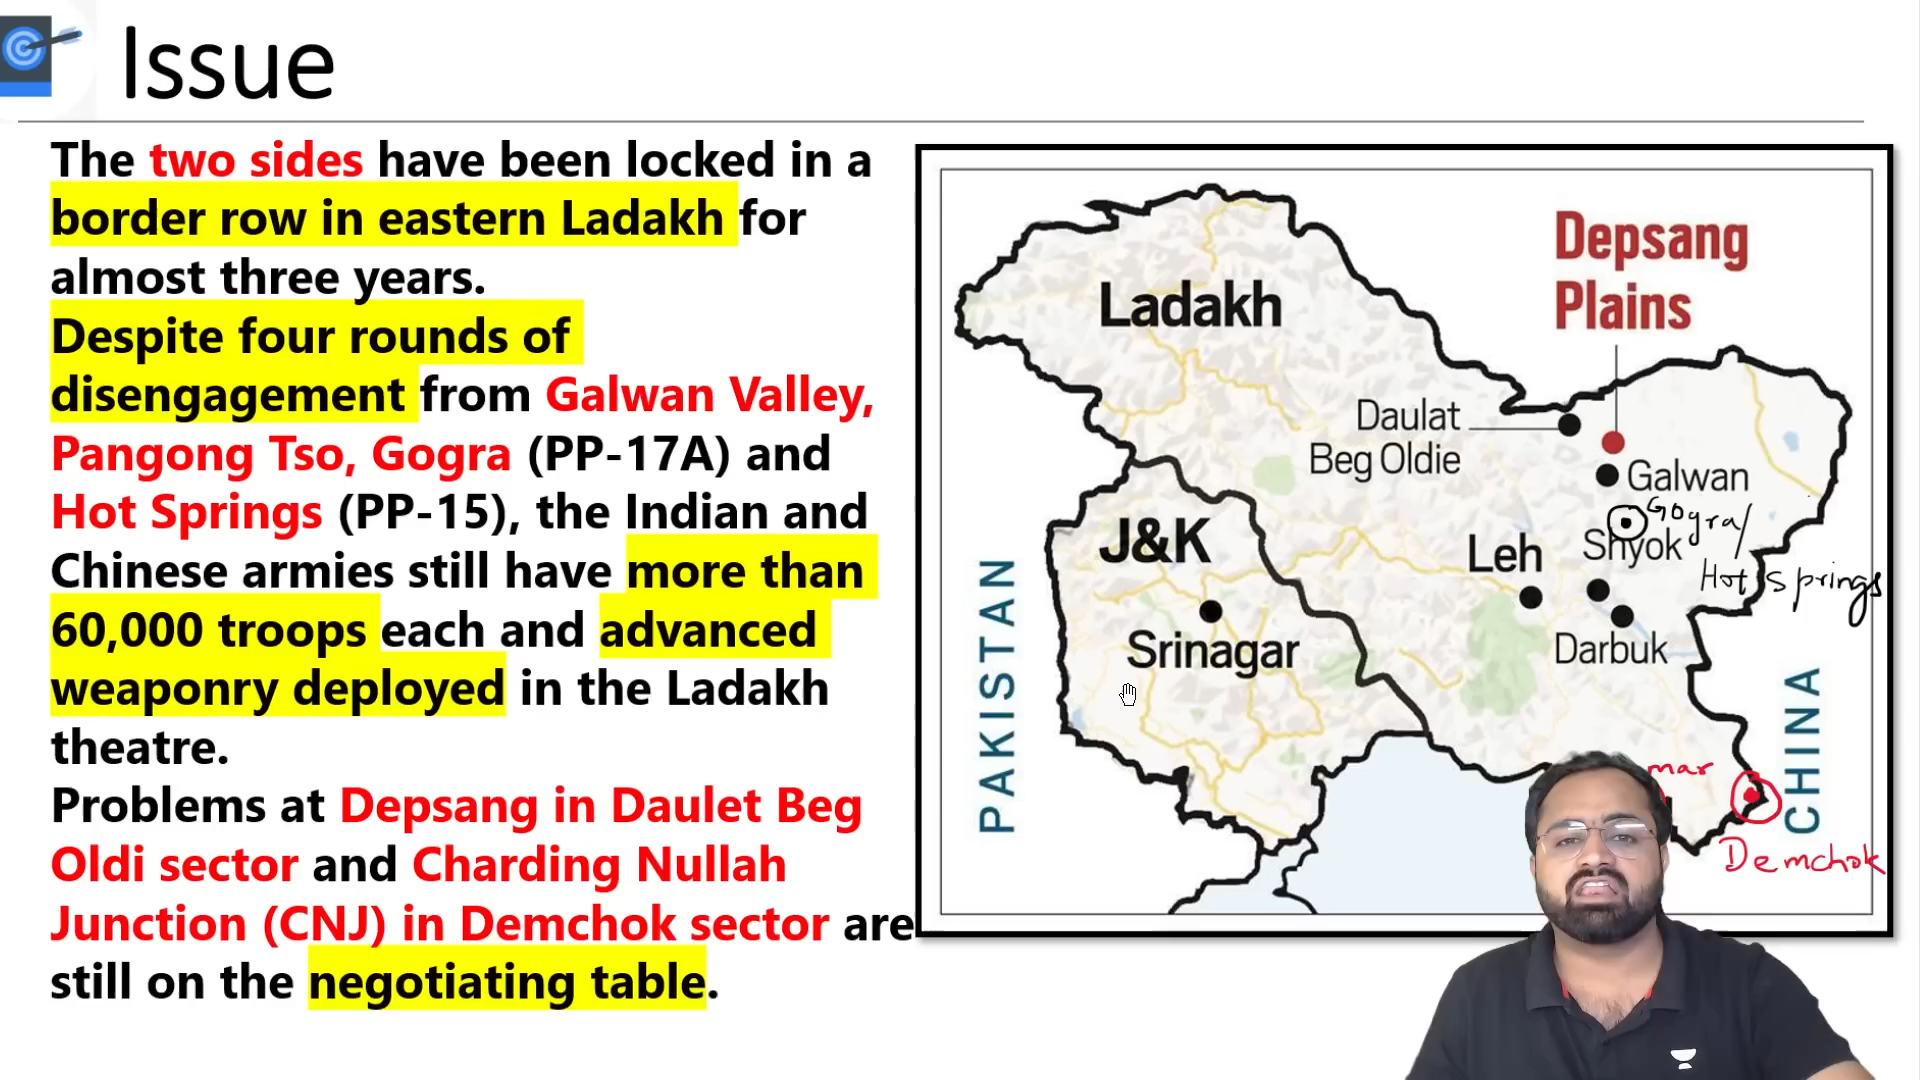 Issue
The two sides have been locked in a
border row in eastern Ladakh for
almost three years.
Despite four rounds of
disengagement from Galwan Valley,
Pangong Tso, Gogra (PP-17A) and
Hot Springs (PP-15), the Indian and
Chinese armies still have more than
60,000 troops each and advanced
weaponry deployed in the Ladakh
theatre.
Problems at Depsang in Daulet Beg
Oldi sector and Charding Nullah
Junction (CNJ) in Demchok sector are
still on the negotiating table.
Depsang
Plains
Ladakh
Daulat
Beg Oldie
Galwan
Gogra/
Shyok
Hot Springs
J&K
Leh
Srinagar
Darbuk
PAKISTAN
CHINA
mar
Demchok